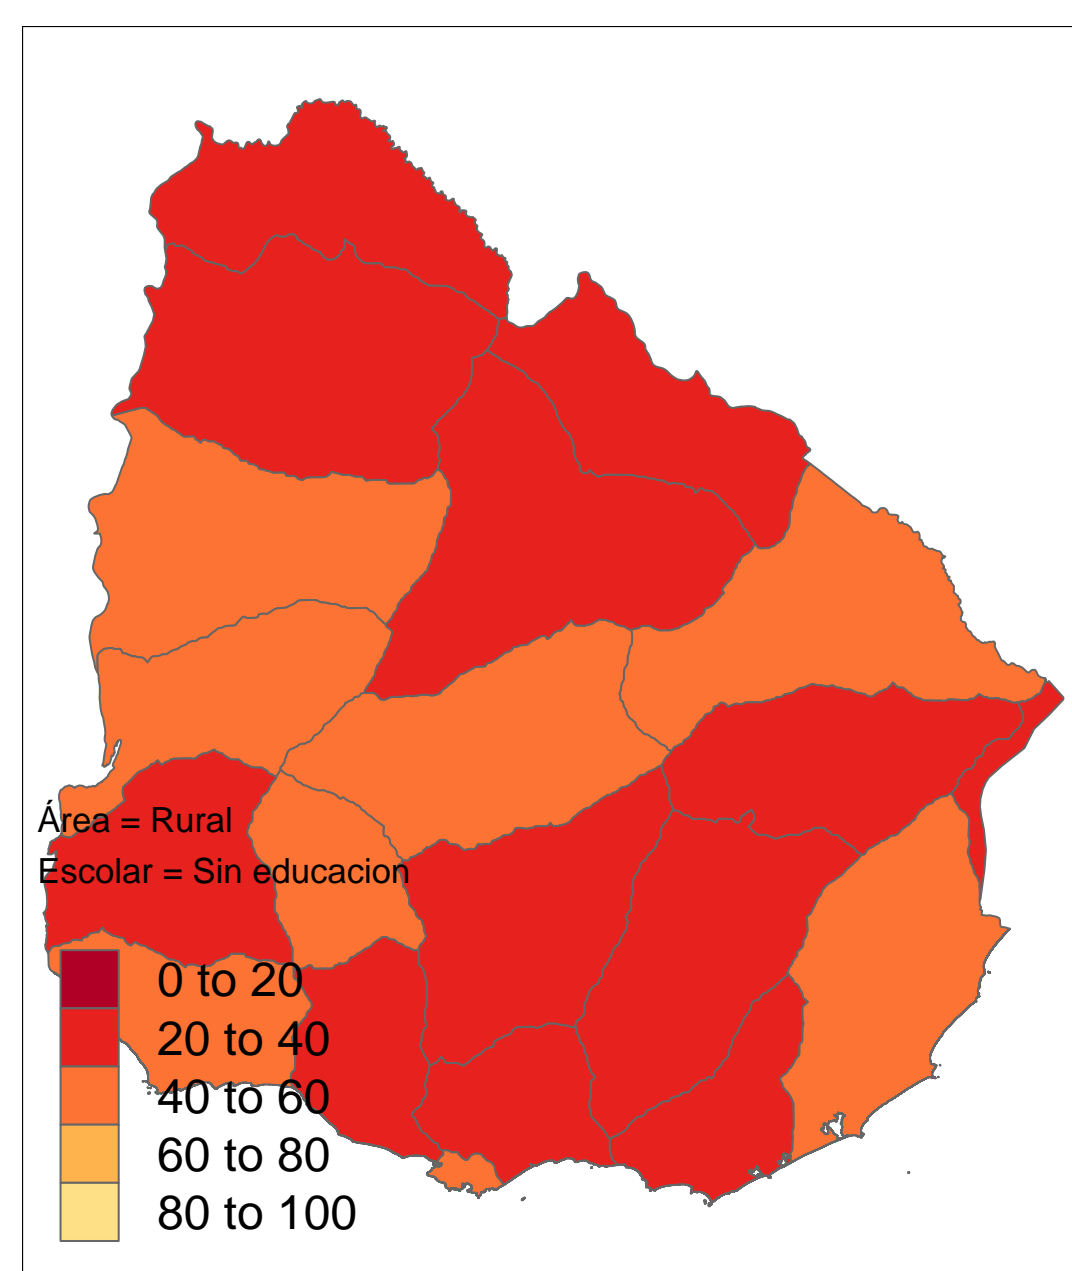 Área = Rural
Escolar = Sin educacion
0 to 20
20 to 40
40 to 60
60 to 80
80 to 100